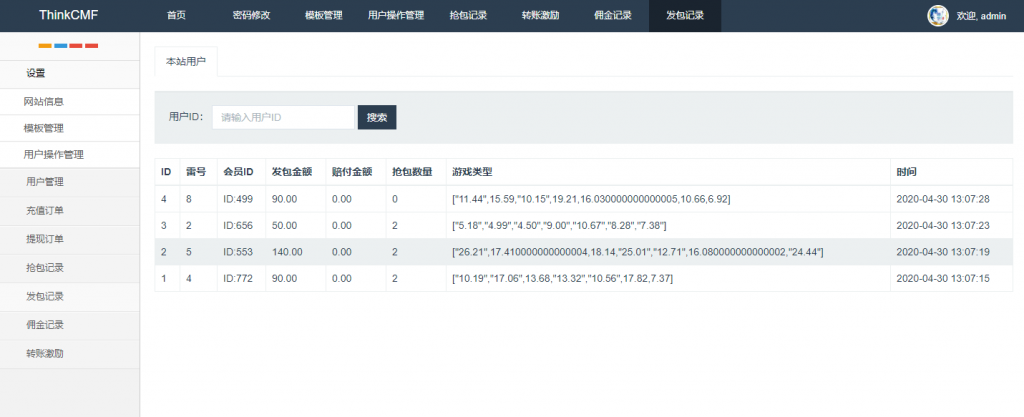 ThinkCMF 首页 密码修改 模板管理 用户操作管理 抢包记录 转账激励 佣金记录 发包记录 欢迎, admin
设置
网站信息
模板管理
用户操作管理
用户管理
充值订单
提现订单
抢包记录
发包记录
佣金记录
转账激励
本站用户
用户ID： 请输入用户ID 搜索
ID 雷号 会员ID 发包金额 赔付金额 抢包数量 游戏类型 时间
4 8 ID:499 90.00 0.00 0 ["11.44",15.59,"10.15",19.21,16.030000000000005,10.66,6.92] 2020-04-30 13:07:28
3 2 ID:656 50.00 0.00 2 ["5.18","4.99","4.50","9.00","10.67","8.28","7.38"] 2020-04-30 13:07:23
2 5 ID:553 140.00 0.00 2 ["26.21",17.410000000000004,18.14,"25.01","12.71",16.080000000000002,"24.44"] 2020-04-30 13:07:19
1 4 ID:772 90.00 0.00 2 ["10.19","17.06",13.68,"13.32","10.56",17.82,7.37] 2020-04-30 13:07:15